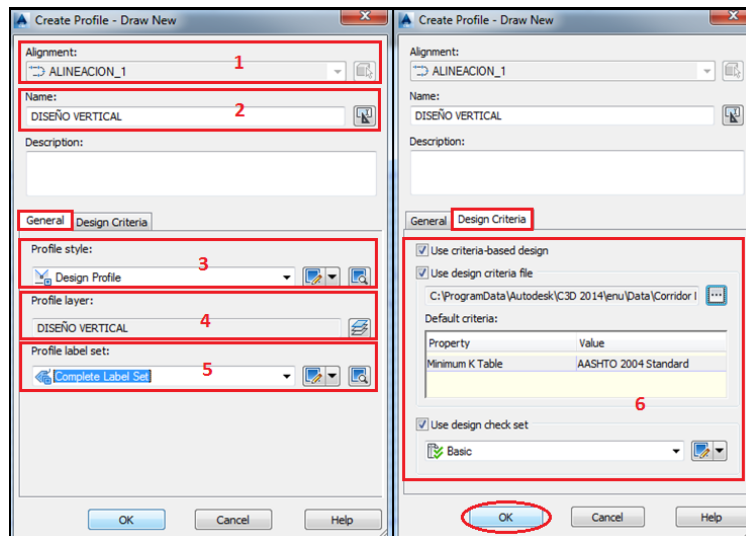 Create Profile - Draw New
Alignment:
ALINEACION_1
1
Name:
DISEÑO VERTICAL
2
Description:
General
Design Criteria
Profile style:
Design Profile
3
Profile layer:
DISEÑO VERTICAL
4
Profile label set:
Complete Label Set
5
OK
Cancel
Help
Create Profile - Draw New
Alignment:
ALINEACION_1
Name:
DISEÑO VERTICAL
Description:
General
Design Criteria
Use criteria-based design
Use design criteria file
C:\ProgramData\Autodesk\C3D 2014\enu\Data\Corridor
Default criteria:
Property
Value
Minimum K Table
AASHTO 2004 Standard
6
Use design check set
Basic
OK
Cancel
Help